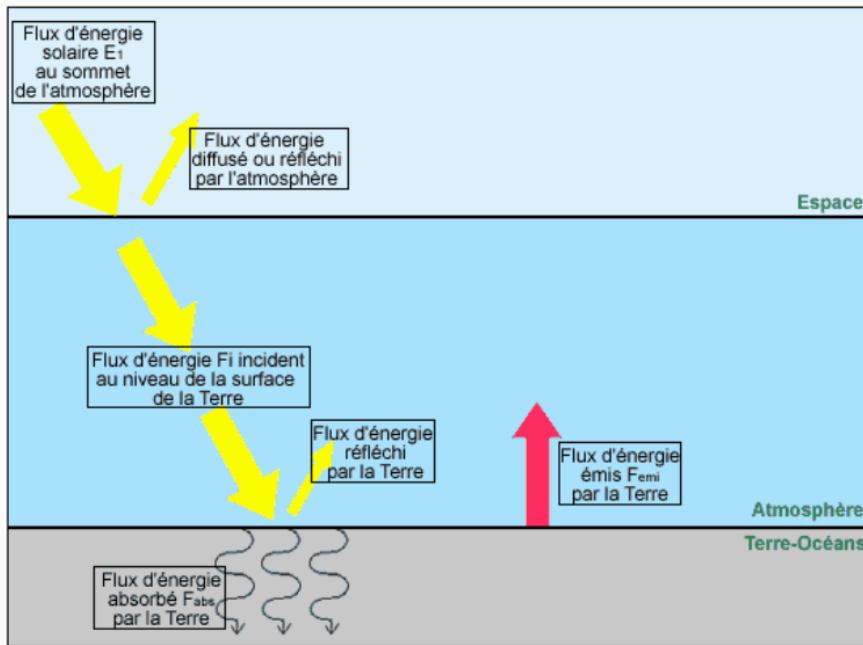 Flux d'énergie
solaire E₁
au sommet
de l'atmosphère
Flux d'énergie
diffusé ou réfléchi
par l'atmosphère
Espace
Flux d'énergie Fi incident
au niveau de la surface
de la Terre
Flux d'énergie
réfléchi
par la Terre
Flux d'énergie
émis Fₑₘᵢ
par la Terre
Atmosphère
Terre-Océans
Flux d'énergie
absorbé Fₐbₛ
par la Terre